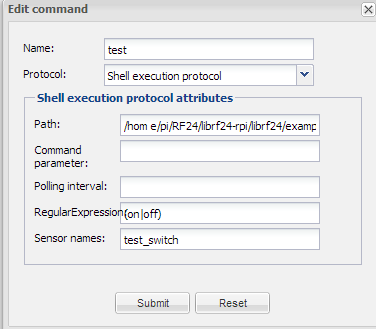 Edit command
Name: test
Protocol: Shell execution protocol
Shell execution protocol attributes
Path: /hom e/pi/RF24/librf24-rpi/librf24/examp
Command
parameter:
Polling interval:
RegularExpression: (on|off)
Sensor names: test_switch
Submit Reset